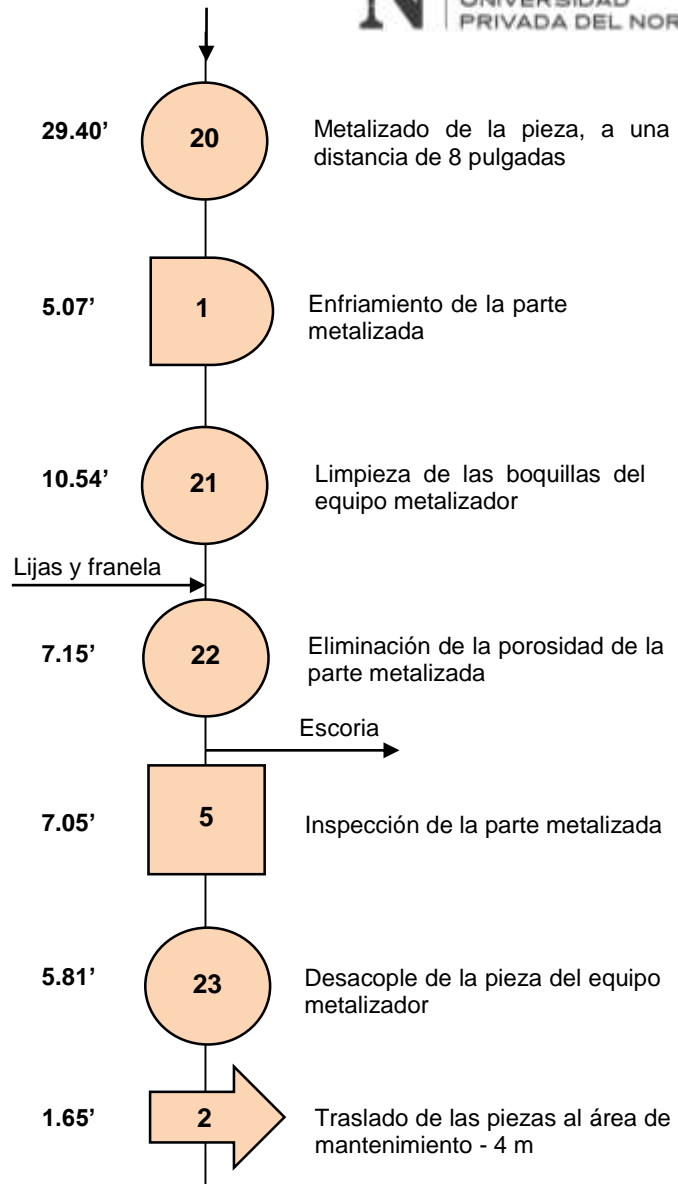 N
UNIVERSIDAD
PRIVADA DEL NOR
29.40’
20
Metalizado de la pieza, a una
distancia de 8 pulgadas
5.07’
1
Enfriamiento de la parte
metalizada
10.54’
21
Limpieza de las boquillas del
equipo metalizador
Lijas y franela
7.15’
22
Eliminación de la porosidad de la
parte metalizada
Escoria
7.05’
5
Inspección de la parte metalizada
5.81’
23
Desacople de la pieza del equipo
metalizador
1.65’
2
Traslado de las piezas al área de
mantenimiento - 4 m